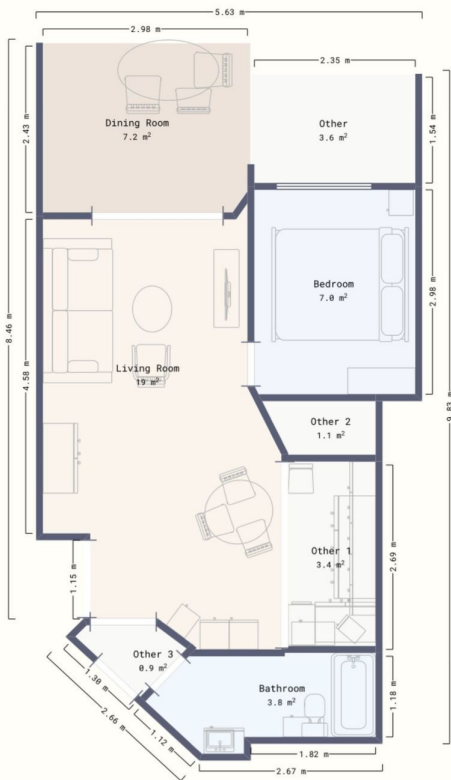 5.63 m
2.98 m
2.35 m
Dining Room
7.2 m²
Other
3.6 m²
2.43 m
1.54 m
Bedroom
7.0 m²
2.98 m
8.46 m
4.58 m
Living Room
19 m²
9.83 m
Other 2
1.1 m²
Other 1
3.4 m²
2.69 m
1.15 m
Other 3
0.9 m²
1.30 m
2.66 m
Bathroom
3.8 m²
1.18 m
1.12 m
1.82 m
2.67 m